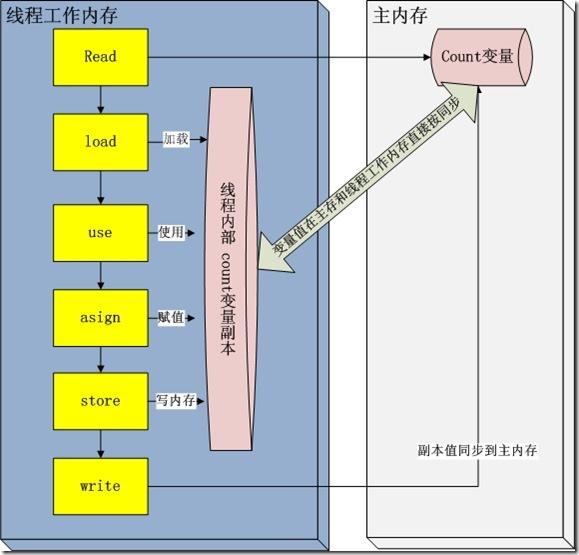 线程工作内存
主内存
Read
Count变量
load
加载
use
使用
asign
赋值
store
写内存
write
线程内部 count变量副本
变量值在主存和线程工作内存直接按同步
副本值同步到主内存